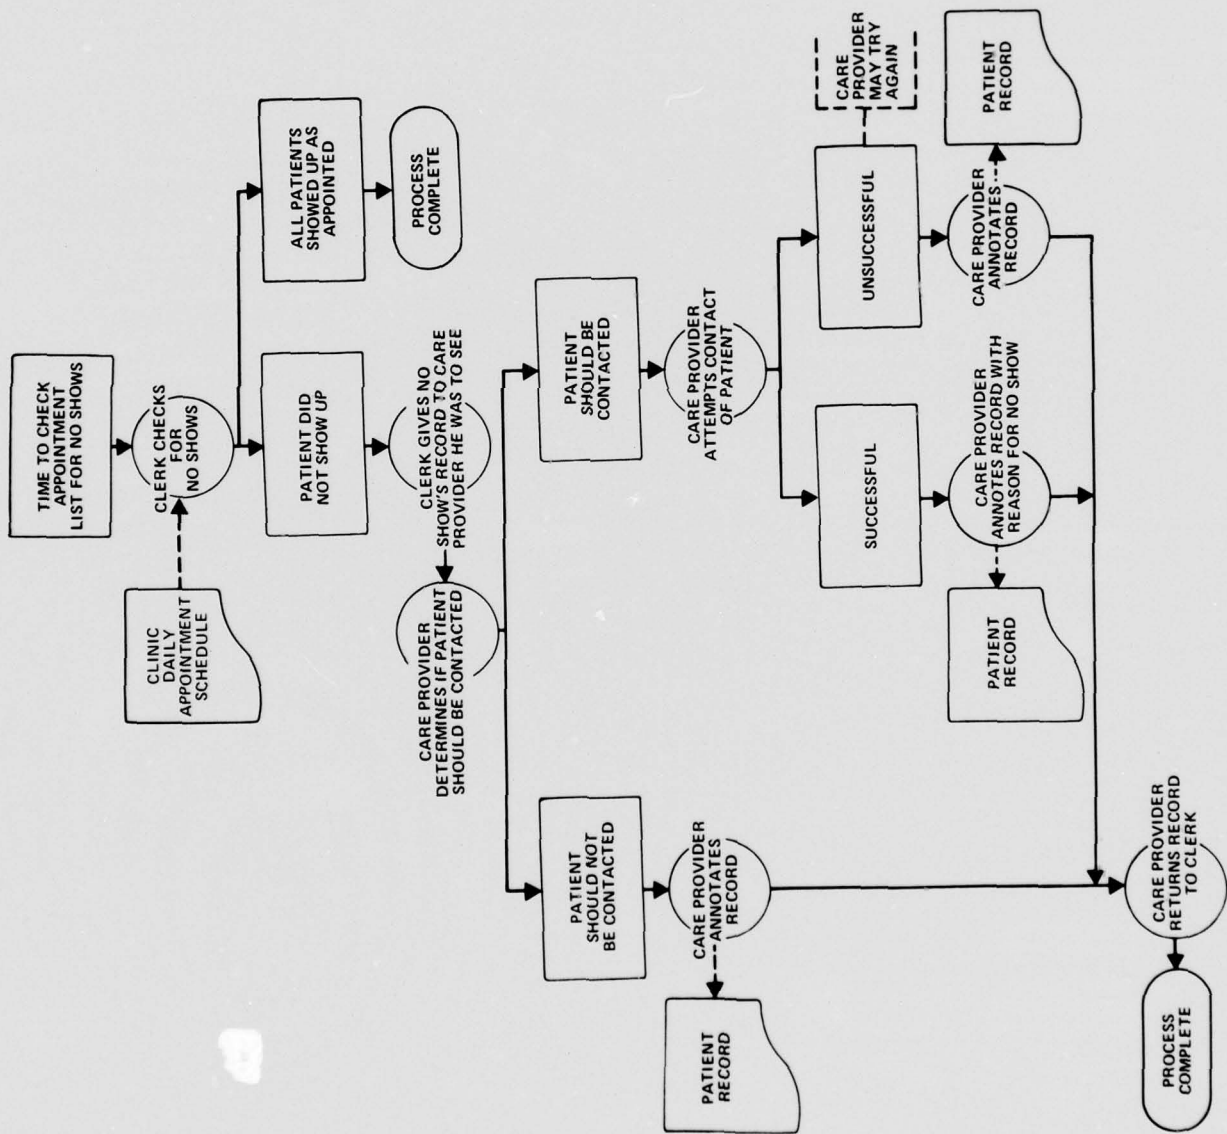 TIME TO CHECK
APPOINTMENT
LIST FOR NO SHOWS
CLINIC
DAILY
APPOINTMENT
SCHEDULE
CLERK CHECKS
FOR
NO SHOWS
PATIENT DID
NOT SHOW UP
ALL PATIENTS
SHOWED UP AS
APPOINTED
PROCESS
COMPLETE
CLERK GIVES NO
SHOW'S RECORD TO CARE
PROVIDER HE WAS TO SEE
CARE PROVIDER
DETERMINES IF PATIENT
SHOULD BE CONTACTED
PATIENT
SHOULD NOT
BE CONTACTED
PATIENT
SHOULD BE
CONTACTED
CARE PROVIDER
ANNOTATES
RECORD
PATIENT
RECORD
CARE PROVIDER
ATTEMPTS CONTACT
OF PATIENT
SUCCESSFUL
UNSUCCESSFUL
CARE
PROVIDER
MAY TRY
AGAIN
CARE PROVIDER
ANNOTATES RECORD WITH
REASON FOR NO SHOW
PATIENT
RECORD
CARE PROVIDER
ANNOTATES
RECORD
PATIENT
RECORD
CARE PROVIDER
RETURNS RECORD
TO CLERK
PROCESS
COMPLETE